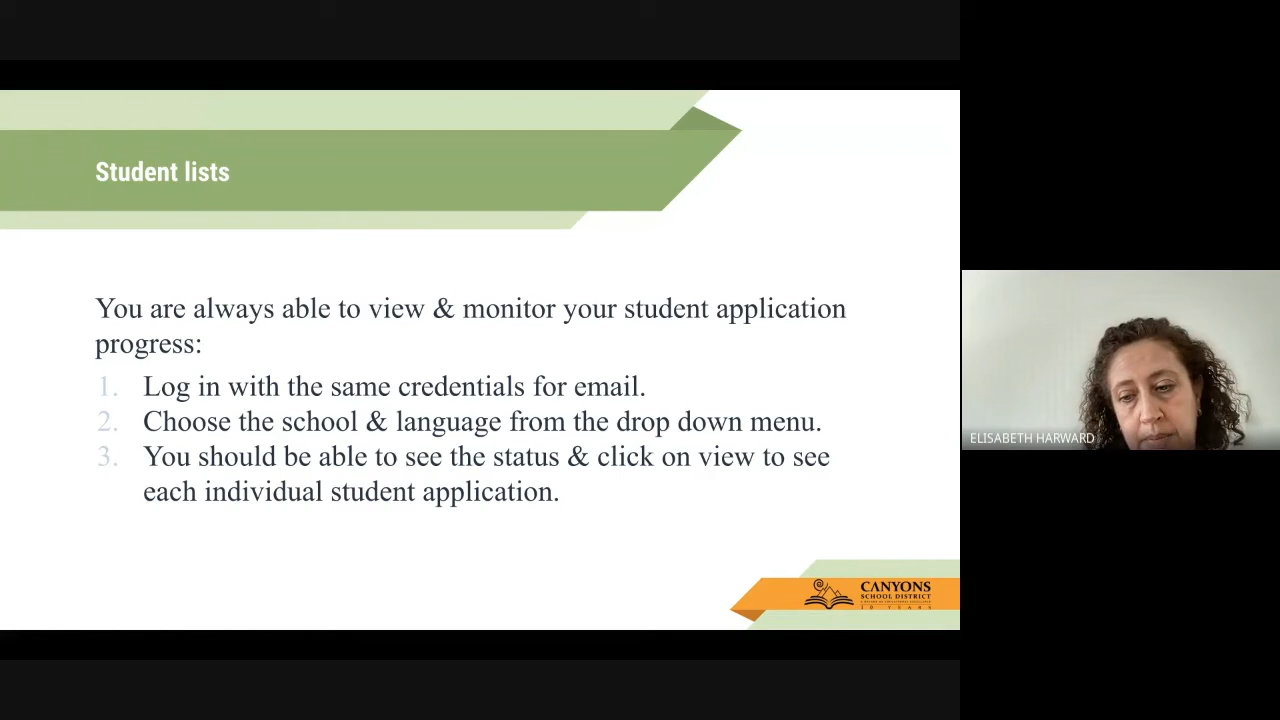 Student lists
You are always able to view & monitor your student application
progress:
1. Log in with the same credentials for email.
2. Choose the school & language from the drop down menu.
3. You should be able to see the status & click on view to see
each individual student application.
ELISABETH HARWARD
CANYONS
SCHOOL DISTRICT
10 YEARS